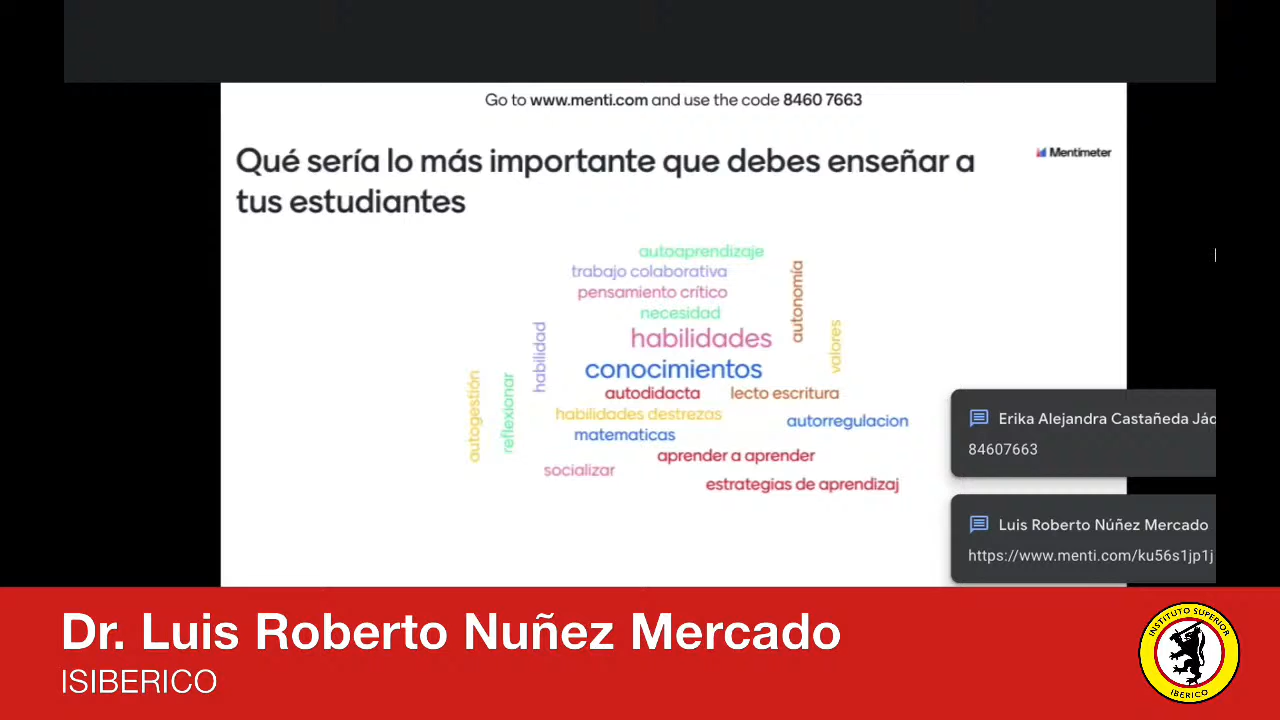 Go to www.menti.com and use the code 8460 7663
Qué sería lo más importante que debes enseñar a
tus estudiantes
Mentimeter
autoaprendizaje
trabajo colaborativa
pensamiento crítico
necesidad
autonomía
habilidades
habilidad
valores
conocimientos
autogestión
reflexionar
autodidacta
lecto escritura
habilidades destrezas
autorregulacion
matematicas
aprender a aprender
socializar
estrategias de aprendizaj
Erika Alejandra Castañeda Jác
84607663
Luis Roberto Núñez Mercado
https://www.menti.com/ku56s1jp1j
Dr. Luis Roberto Nuñez Mercado
ISIBERICO
INSTITUTO SUPERIOR
IBERICO